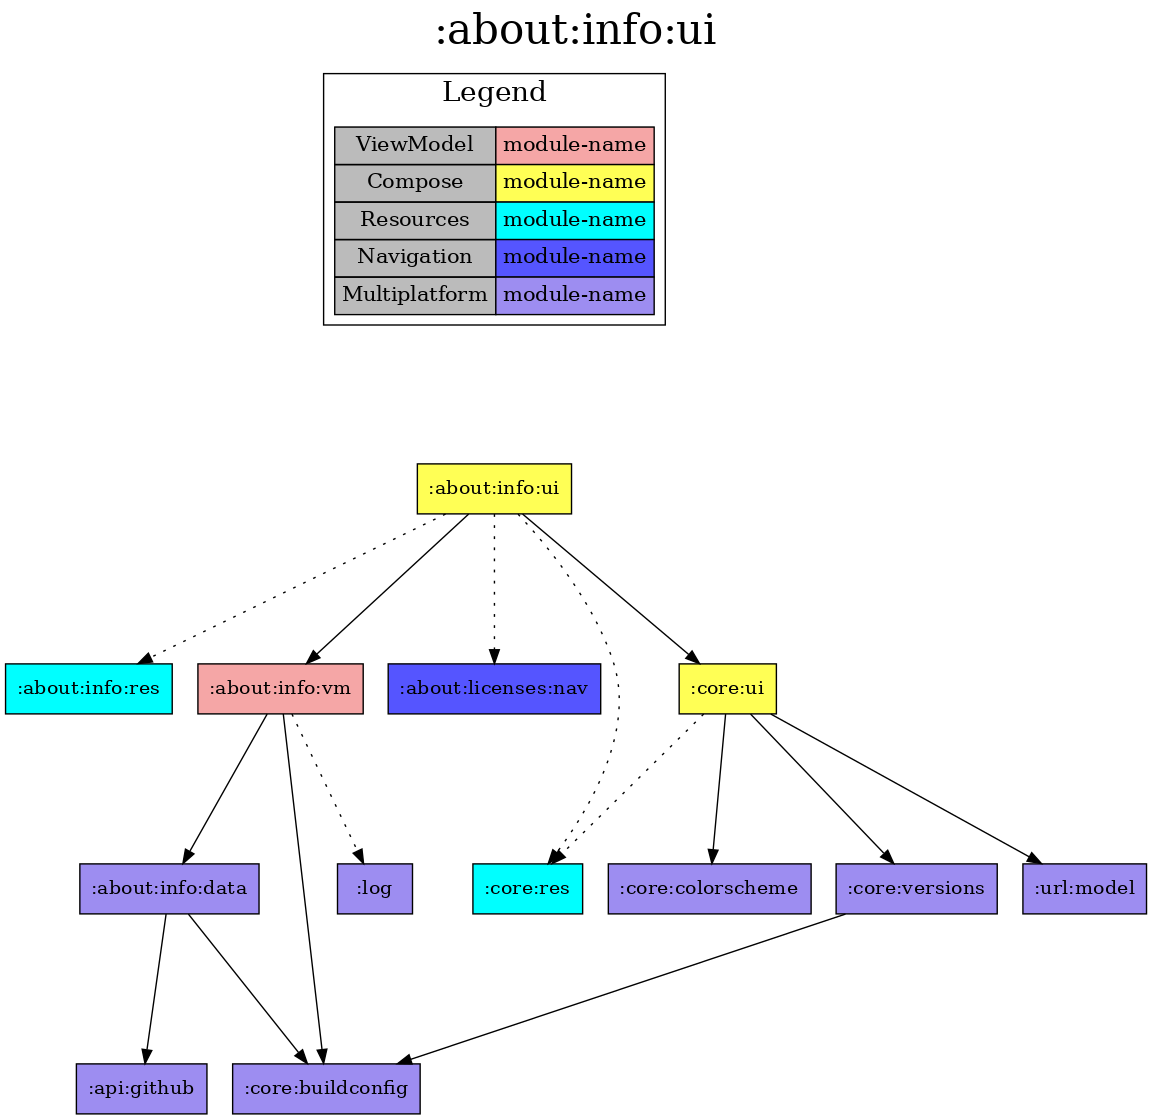 :about:info:ui
Legend
ViewModel module-name
Compose module-name
Resources module-name
Navigation module-name
Multiplatform module-name
:about:info:ui
:about:info:res
:about:info:vm
:about:licenses:nav
:core:ui
:about:info:data
:log
:core:res
:core:colorscheme
:core:versions
:url:model
:api:github
:core:buildconfig